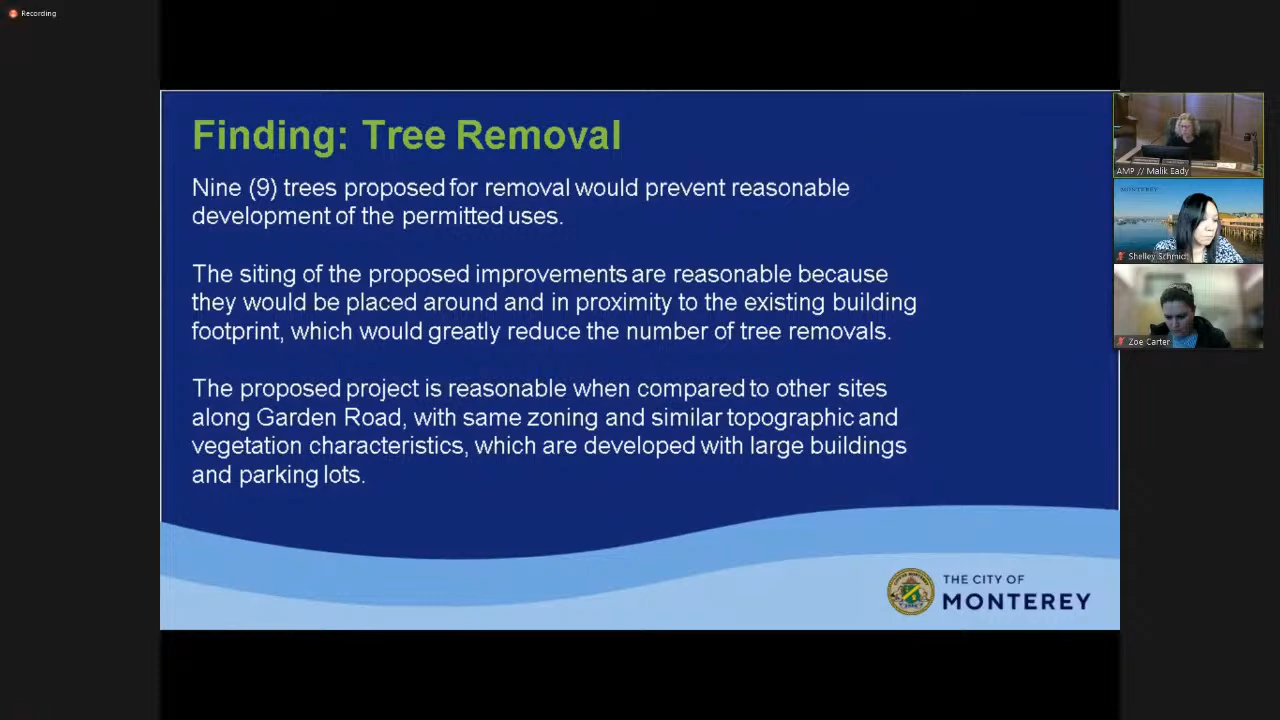 Recording
Finding: Tree Removal
Nine (9) trees proposed for removal would prevent reasonable
development of the permitted uses.
The siting of the proposed improvements are reasonable because
they would be placed around and in proximity to the existing building
footprint, which would greatly reduce the number of tree removals.
The proposed project is reasonable when compared to other sites
along Garden Road, with same zoning and similar topographic and
vegetation characteristics, which are developed with large buildings
and parking lots.
THE CITY OF
MONTEREY
AMP // Malik Eady
MONTEREY
Shelley Schmidt
Zoe Carter